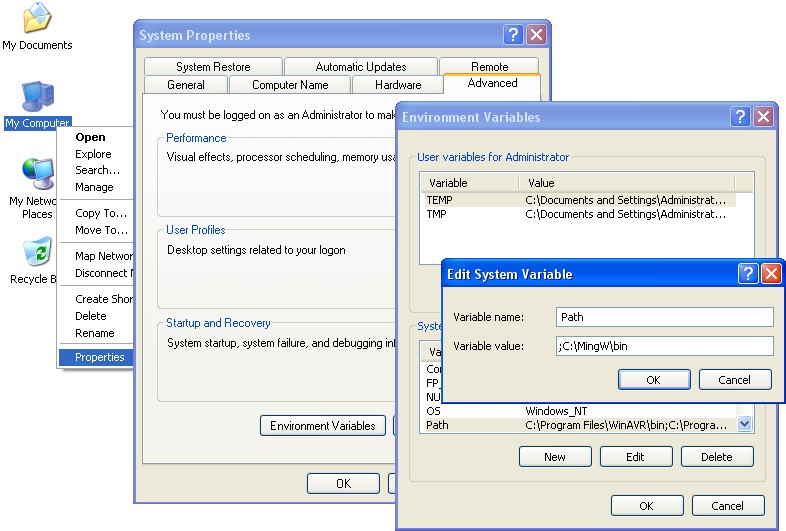 My Documents
My Computer
My Netwo
Places
Recycle B
Open
Explore
Search...
Manage
Copy To...
Move To...
Map Networ
Disconnect
Create Shor
Delete
Rename
Properties
System Properties
System Restore
Automatic Updates
Remote
General
Computer Name
Hardware
Advanced
You must be logged on as an Administrator to mak
Performance
Visual effects, processor scheduling, memory usa
User Profiles
Desktop settings related to your logon
Startup and Recovery
System startup, system failure, and debugging in
Environment Variables
OK
Environment Variables
User variables for Administrator
Variable Value
TEMP C:\Documents and Settings\Administrat...
TMP C:\Documents and Settings\Administrat...
Syste
Va
Co
FP_
NU
OS Windows_NT
Path C:\Program Files\WinAVR\bin;C:\Progra...
New Edit Delete
OK Cancel
Edit System Variable
Variable name: Path
Variable value: ;C:\MingW\bin
OK Cancel